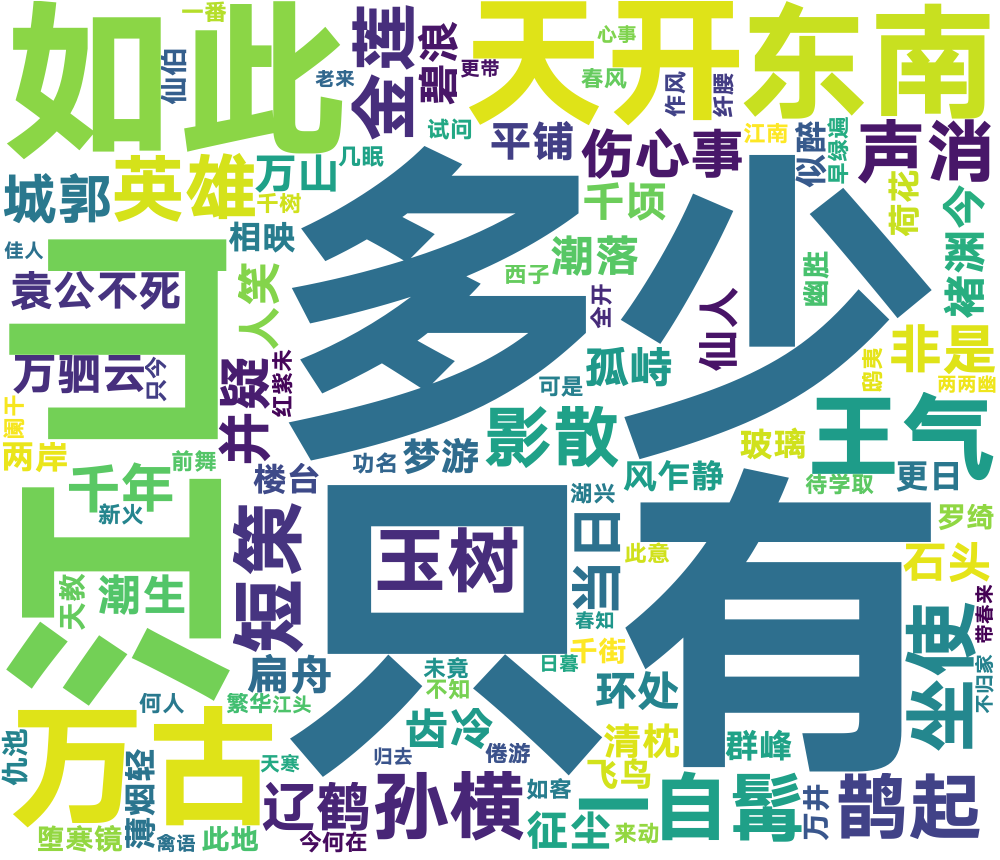 一番
如此
仙伯
老来
金莲
碧浪
更带
天开
心事
春风
作风
纤腰
东南
城郭
英雄
万山
几眠
试问
平铺
伤心事
江南
似醉
早绿遍
声消
千树
佳人
相映
千顷
荷花
褚渊今
袁公不死
人笑
潮落
西子
全开
多少
仙人
幽胜
非是
万驷云
只今
并疑
红紫未
可是
孤峙
鸱夷
两两幽
江月
阑干
两岸
前舞
千年
新火
楼台
功名
梦游
影散
风乍静
玻璃
王气
更日
待学取
湖兴
罗绮
短策
玉树
当日
此意
石头
天教
潮生
春知
千街
只有
坐使
带春来
不归家
扁舟
未竟
日暮
不知
环处
何人
繁华
江头
万古
仇池
薄烟轻
天寒
齿冷
归去
倦游
清枕
飞鸟
群峰
辽鹤
孙横
如客
征尘
一
自髯
万井
鹊起
堕寒镜
禽语
此地
今何在
来动